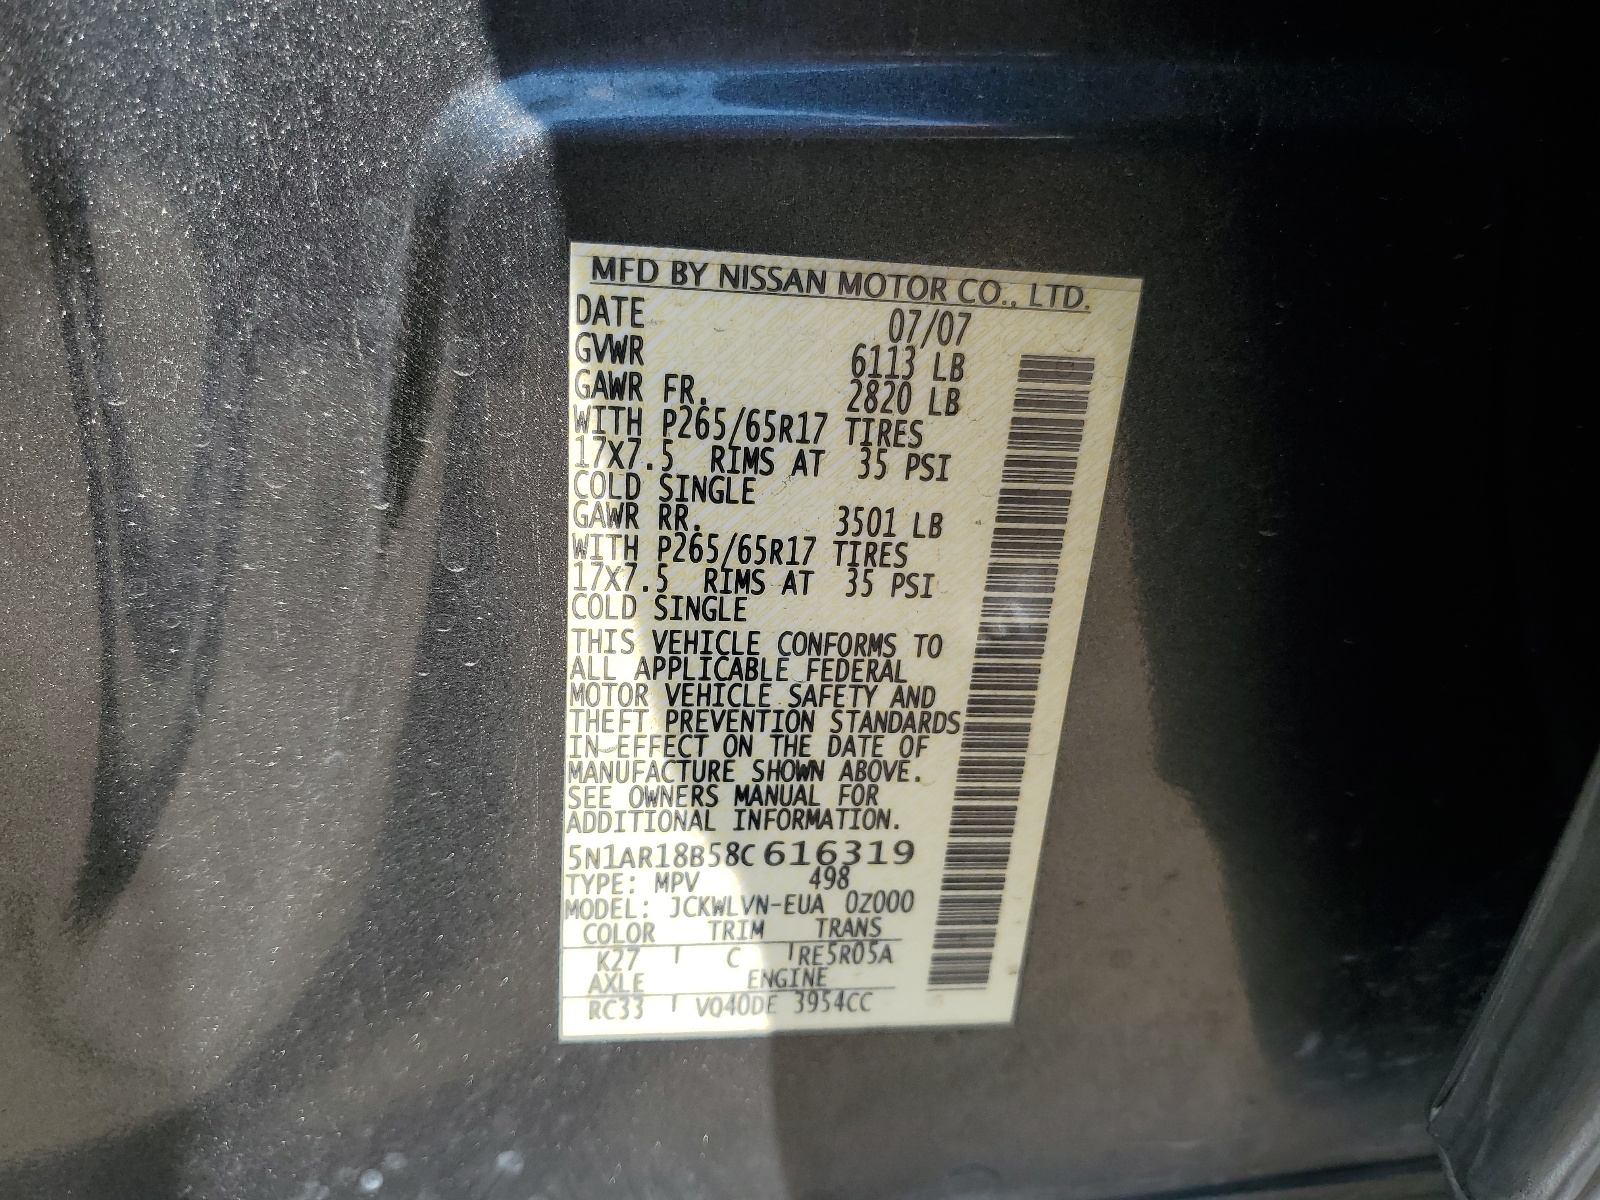 MFD BY NISSAN MOTOR CO., LTD.
DATE 07/07
GVWR 6113 LB
GAWR FR. 2820 LB
WITH P265/65R17 TIRES
17X7.5 RIMS AT 35 PSI
COLD SINGLE
GAWR RR. 3501 LB
WITH P265/65R17 TIRES
17X7.5 RIMS AT 35 PSI
COLD SINGLE
THIS VEHICLE CONFORMS TO
ALL APPLICABLE FEDERAL
MOTOR VEHICLE SAFETY AND
THEFT PREVENTION STANDARDS
IN EFFECT ON THE DATE OF
MANUFACTURE SHOWN ABOVE.
SEE OWNERS MANUAL FOR
ADDITIONAL INFORMATION.
5N1AR18B58C616319
TYPE: MPV 498
MODEL: JCKWLVN-EUA 0Z000
COLOR TRIM TRANS
K27 C RE5R05A
AXLE ENGINE
RC33 VQ40DE 3954CC